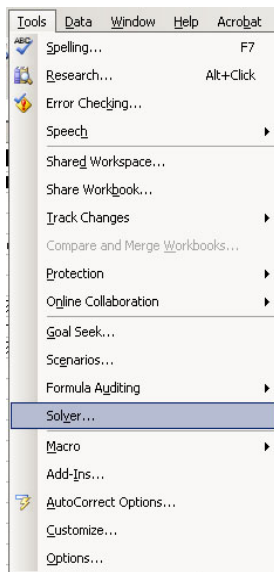 Tools Data Window Help Acrobat
ABC Spelling... F7
Research... Alt+Click
Error Checking...
Speech
Shared Workspace...
Share Workbook...
Track Changes
Compare and Merge Workbooks...
Protection
Online Collaboration
Goal Seek...
Scenarios...
Formula Auditing
Solver...
Macro
Add-Ins...
AutoCorrect Options...
Customize...
Options...